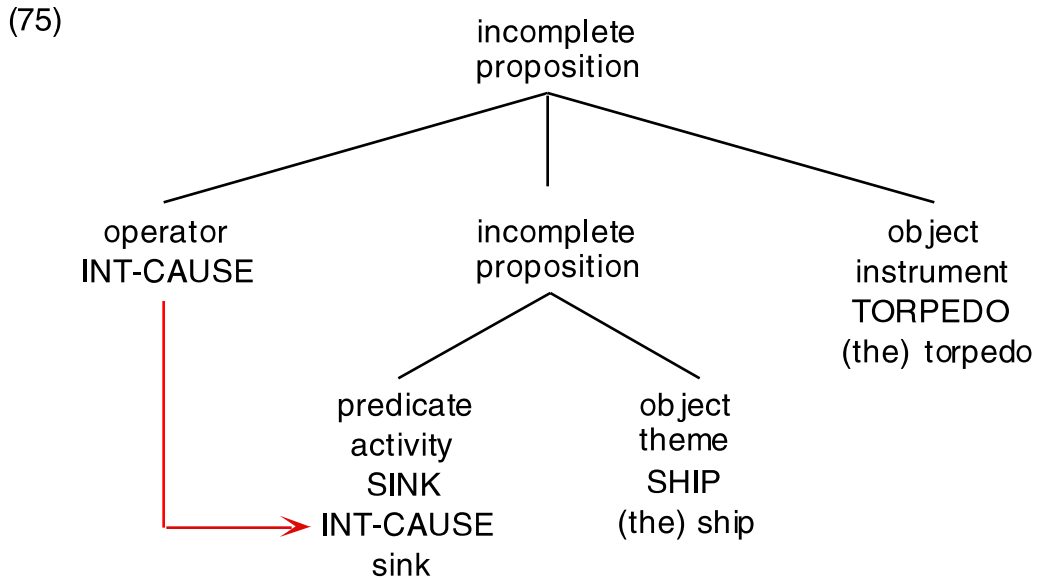 (75)
incomplete
proposition
operator
INT-CAUSE
incomplete
proposition
object
instrument
TORPEDO
(the) torpedo
predicate
activity
SINK
INT-CAUSE
sink
object
theme
SHIP
(the) ship